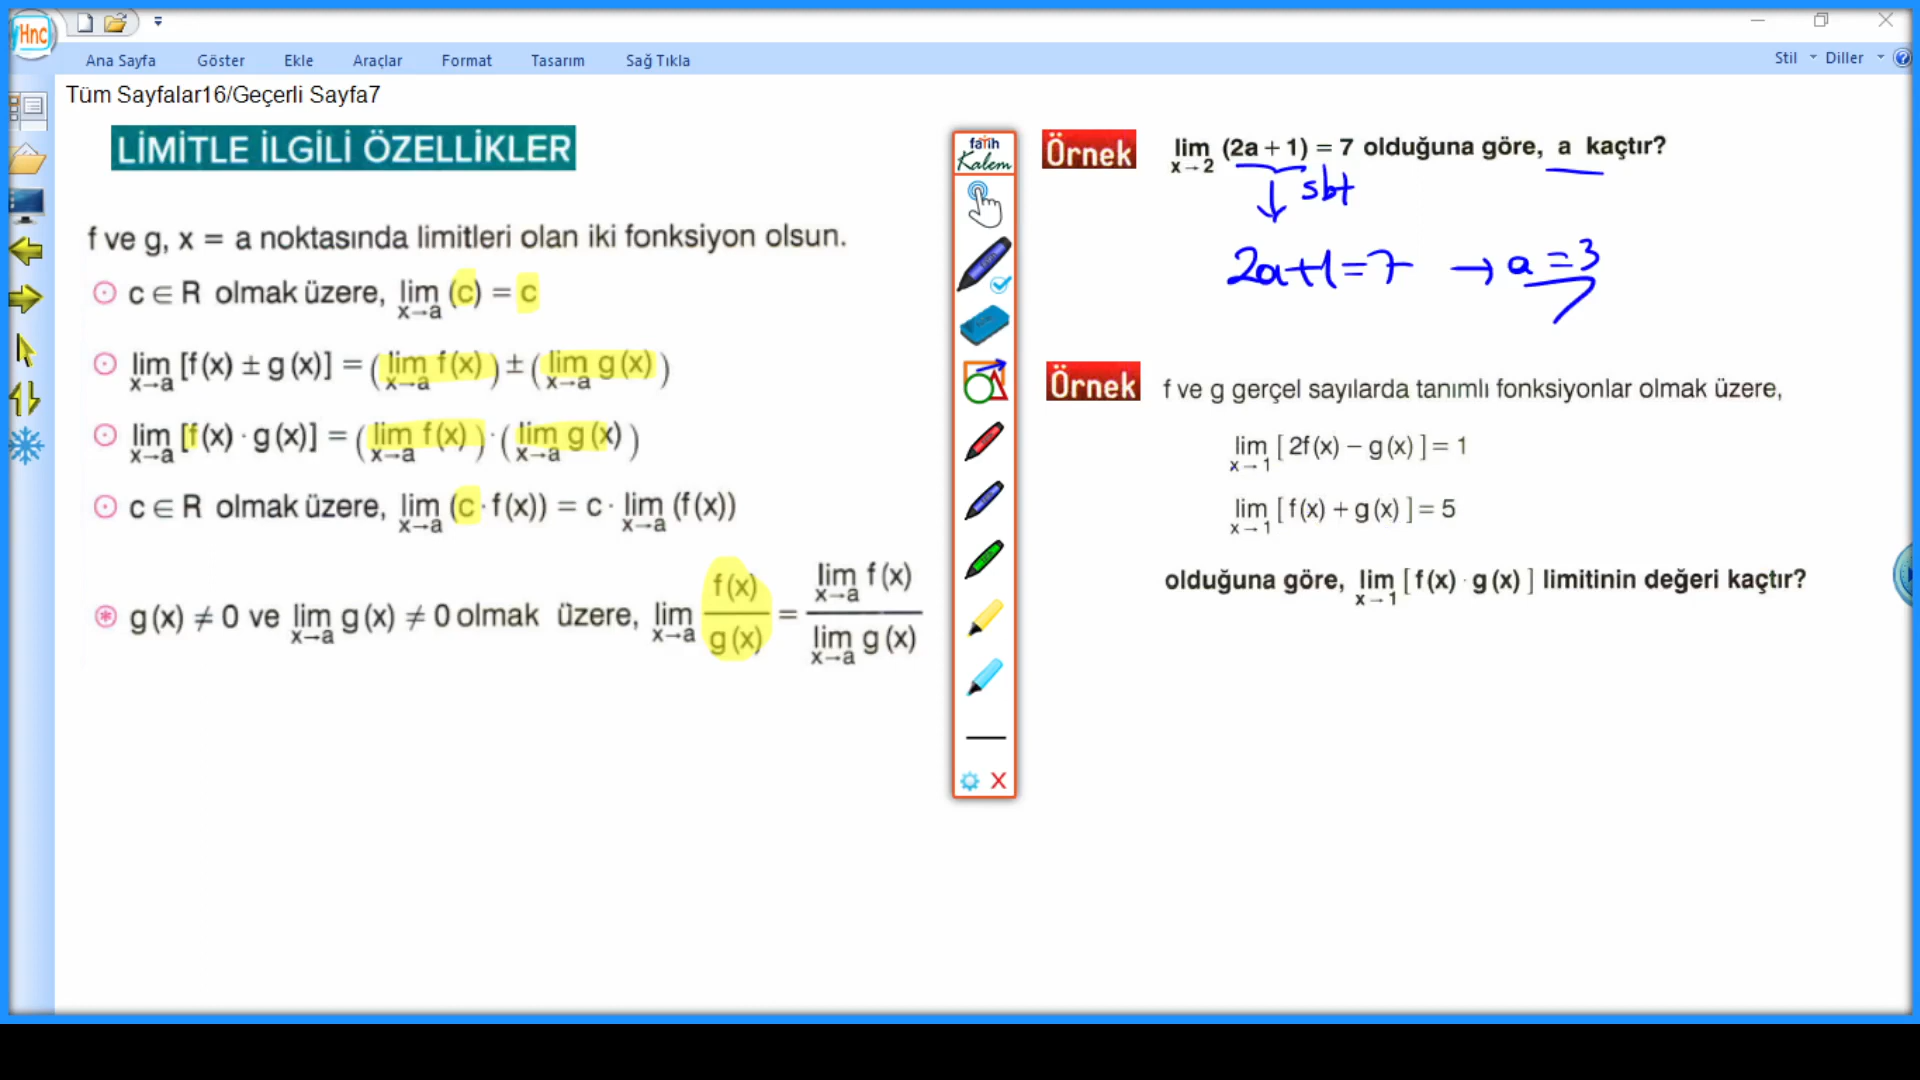 Hnc
Ana Sayfa Göster Ekle Araçlar Format Tasarım Sağ Tıkla Stil Diller
Tüm Sayfalar16/Geçerli Sayfa7
LİMİTLE İLGİLİ ÖZELLİKLER
f ve g, x = a noktasında limitleri olan iki fonksiyon olsun.
c ∈ R olmak üzere, lim x→a (c) = c
lim x→a [f(x) ± g(x)] = (lim x→a f(x)) ± (lim x→a g(x))
lim x→a [f(x) · g(x)] = (lim x→a f(x)) · (lim x→a g(x))
c ∈ R olmak üzere, lim x→a (c · f(x)) = c · lim x→a (f(x))
g(x) ≠ 0 ve lim x→a g(x) ≠ 0 olmak üzere, lim x→a f(x)/g(x) = lim x→a f(x) / lim x→a g(x)
fatih
Kalem
Örnek
lim x→2 (2a + 1) = 7 olduğuna göre, a kaçtır?
sbt
2a+1=7 → a=3
Örnek
f ve g gerçel sayılarda tanımlı fonksiyonlar olmak üzere,
lim x→1 [ 2f(x) − g(x) ] = 1
lim x→1 [ f(x) + g(x) ] = 5
olduğuna göre, lim x→1 [ f(x) · g(x) ] limitinin değeri kaçtır?